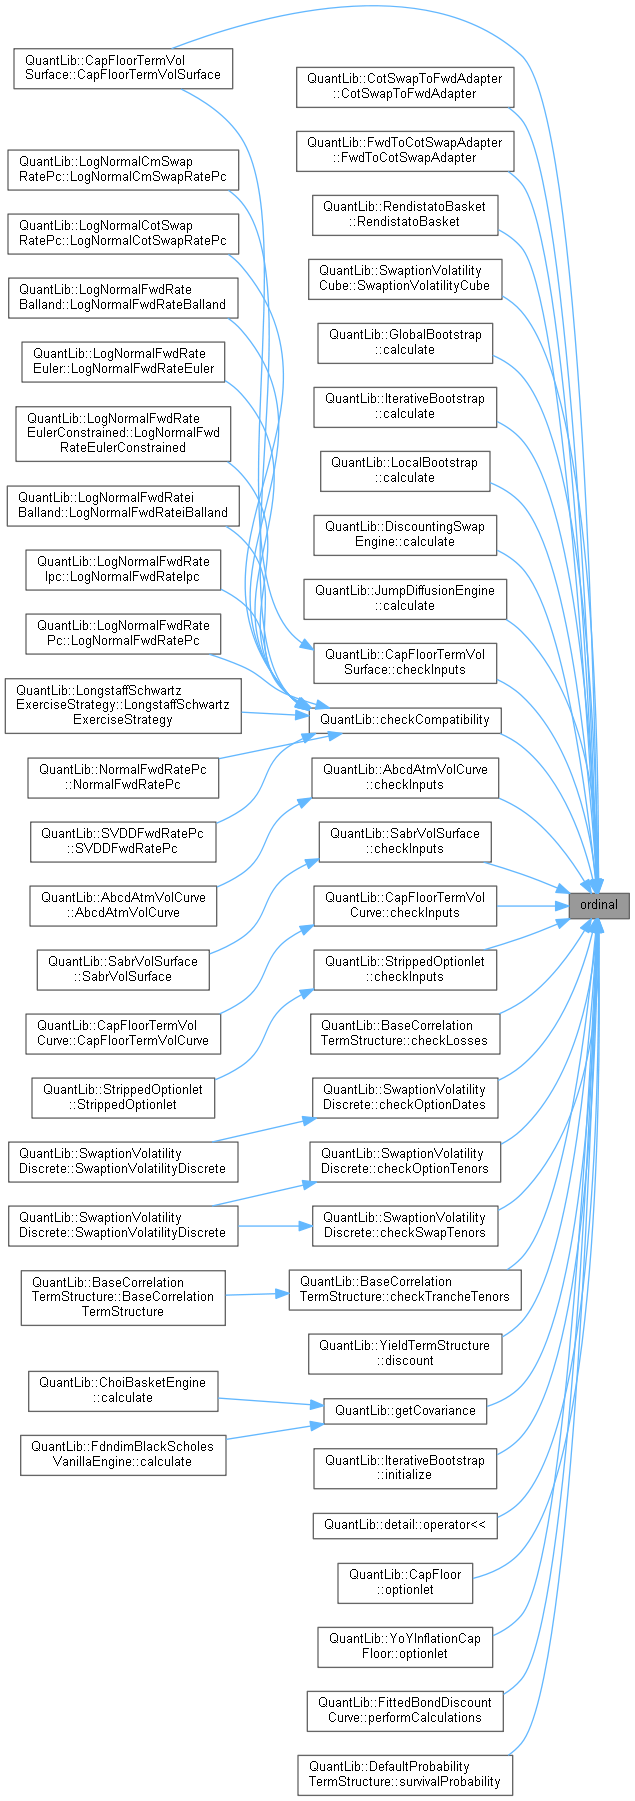 QuantLib::CapFloorTermVol
Surface::CapFloorTermVolSurface
QuantLib::LogNormalCmSwap
RatePc::LogNormalCmSwapRatePc
QuantLib::LogNormalCotSwap
RatePc::LogNormalCotSwapRatePc
QuantLib::LogNormalFwdRate
Balland::LogNormalFwdRateBalland
QuantLib::LogNormalFwdRate
Euler::LogNormalFwdRateEuler
QuantLib::LogNormalFwdRate
EulerConstrained::LogNormalFwd
RateEulerConstrained
QuantLib::LogNormalFwdRatei
Balland::LogNormalFwdRateiBalland
QuantLib::LogNormalFwdRate
Ipc::LogNormalFwdRateIpc
QuantLib::LogNormalFwdRate
Pc::LogNormalFwdRatePc
QuantLib::LongstaffSchwartz
ExerciseStrategy::LongstaffSchwartz
ExerciseStrategy
QuantLib::NormalFwdRatePc
::NormalFwdRatePc
QuantLib::SVDDFwdRatePc
::SVDDFwdRatePc
QuantLib::AbcdAtmVolCurve
::AbcdAtmVolCurve
QuantLib::SabrVolSurface
::SabrVolSurface
QuantLib::CapFloorTermVol
Curve::CapFloorTermVolCurve
QuantLib::StrippedOptionlet
::StrippedOptionlet
QuantLib::SwaptionVolatility
Discrete::SwaptionVolatilityDiscrete
QuantLib::SwaptionVolatility
Discrete::SwaptionVolatilityDiscrete
QuantLib::BaseCorrelation
TermStructure::BaseCorrelation
TermStructure
QuantLib::ChoiBasketEngine
::calculate
QuantLib::FdndimBlackScholes
VanillaEngine::calculate
QuantLib::CotSwapToFwdAdapter
::CotSwapToFwdAdapter
QuantLib::FwdToCotSwapAdapter
::FwdToCotSwapAdapter
QuantLib::RendistatoBasket
::RendistatoBasket
QuantLib::SwaptionVolatility
Cube::SwaptionVolatilityCube
QuantLib::GlobalBootstrap
::calculate
QuantLib::IterativeBootstrap
::calculate
QuantLib::LocalBootstrap
::calculate
QuantLib::DiscountingSwap
Engine::calculate
QuantLib::JumpDiffusionEngine
::calculate
QuantLib::CapFloorTermVol
Surface::checkInputs
QuantLib::checkCompatibility
QuantLib::AbcdAtmVolCurve
::checkInputs
QuantLib::SabrVolSurface
::checkInputs
QuantLib::CapFloorTermVol
Curve::checkInputs
QuantLib::StrippedOptionlet
::checkInputs
QuantLib::BaseCorrelation
TermStructure::checkLosses
QuantLib::SwaptionVolatility
Discrete::checkOptionDates
QuantLib::SwaptionVolatility
Discrete::checkOptionTenors
QuantLib::SwaptionVolatility
Discrete::checkSwapTenors
QuantLib::BaseCorrelation
TermStructure::checkTrancheTenors
QuantLib::YieldTermStructure
::discount
QuantLib::getCovariance
QuantLib::IterativeBootstrap
::initialize
QuantLib::detail::operator<<
QuantLib::CapFloor
::optionlet
QuantLib::YoYInflationCap
Floor::optionlet
QuantLib::FittedBondDiscount
Curve::performCalculations
QuantLib::DefaultProbability
TermStructure::survivalProbability
ordinal